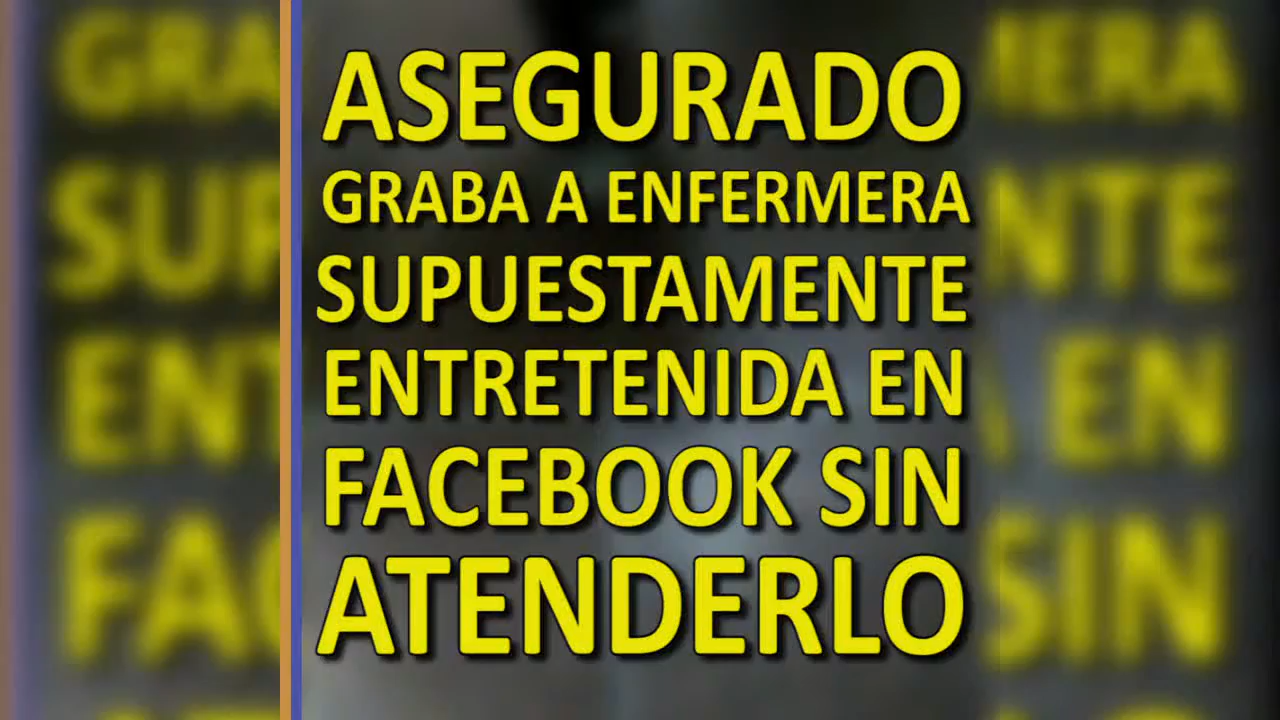 ASEGURADO
GRABA A ENFERMERA
SUPUESTAMENTE
ENTRETENIDA EN
FACEBOOK SIN
ATENDERLO